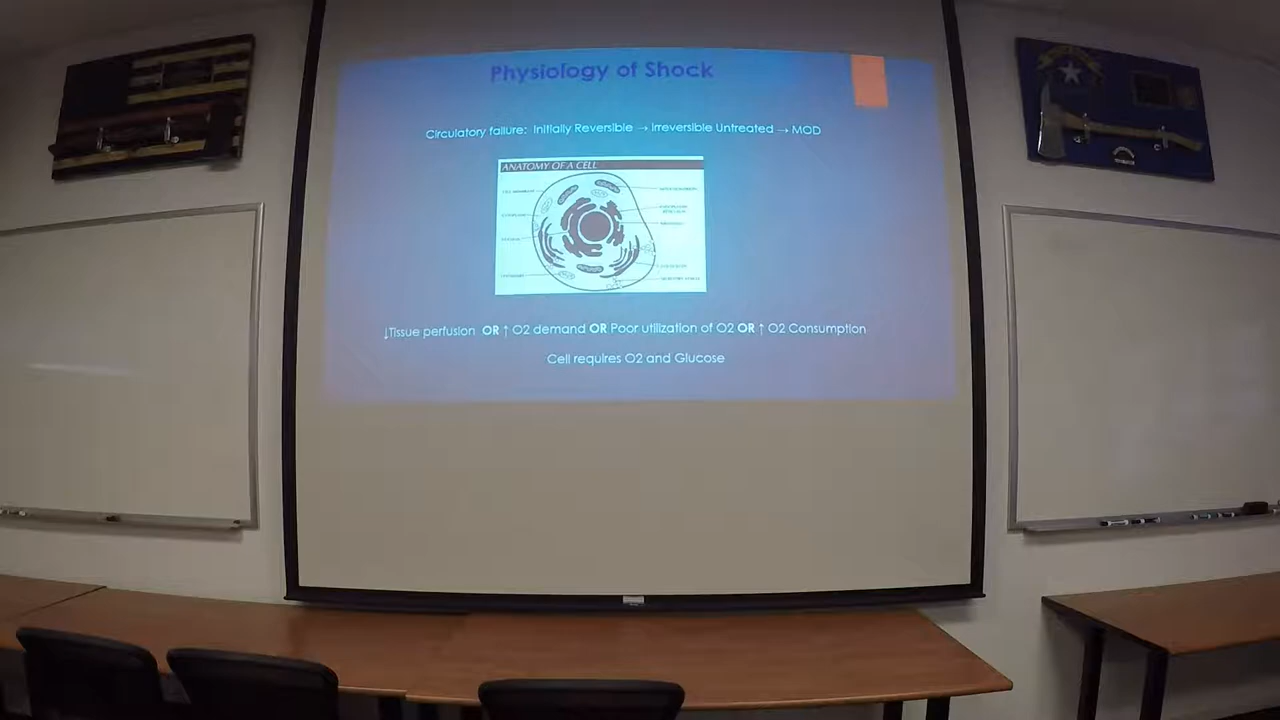 Physiology of Shock
Circulatory failure: Initially Reversible → Irreversible Untreated → MOD
ANATOMY OF A CELL
↓Tissue perfusion OR ↑ O2 demand OR Poor utilization of O2 OR ↑ O2 Consumption
Cell requires O2 and Glucose